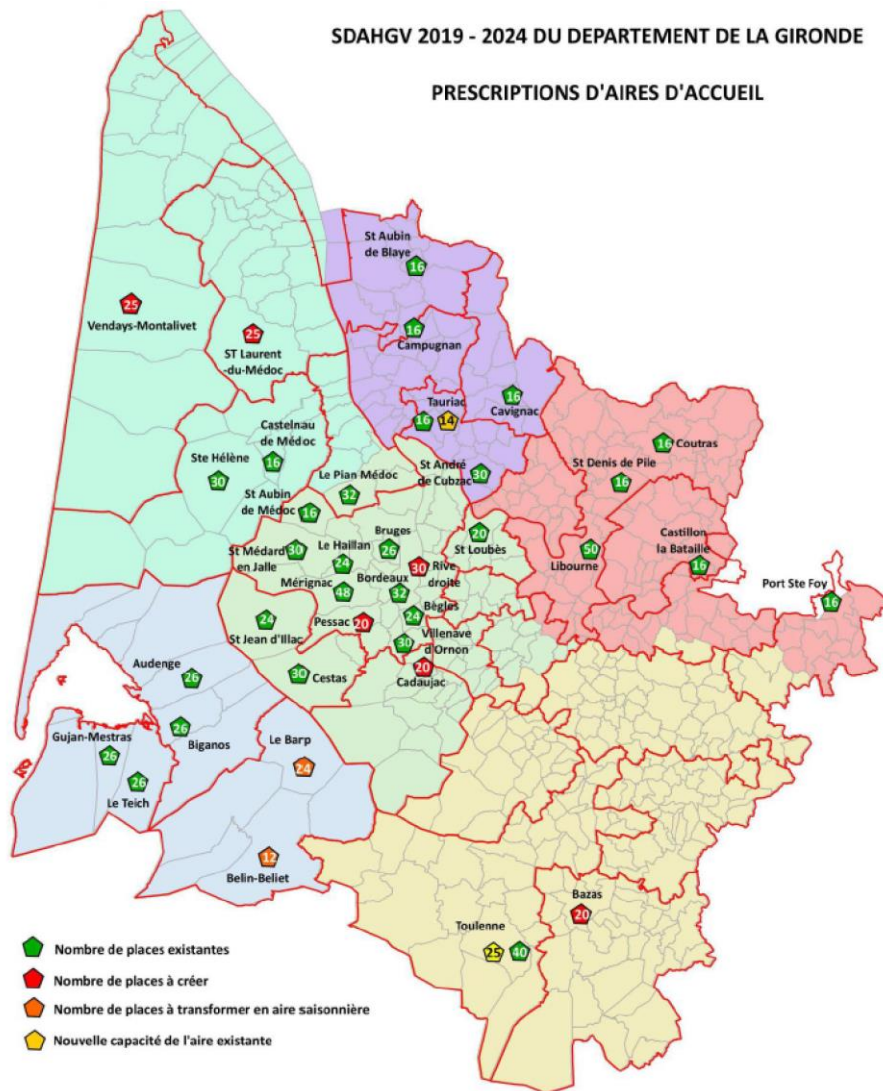 SDAHGV 2019 - 2024 DU DEPARTEMENT DE LA GIRONDE
PRESCRIPTIONS D'AIRES D'ACCUEIL
St Aubin
de Blaye
16
25
Vendays-Montalivet
25
ST Laurent
-du-Médoc
16
Campugnan
16
Cavignac
Tauriac
16
14
Castelnau
de Médoc
16
Ste Hélène
30
St André
de Cubzac
30
16
Coutras
St Denis de Pile
16
Le Pian Médoc
32
St Aubin
de Médoc
16
Bruges
26
20
St Loubès
St Médard
en Jalle
30
Le Haillan
24
30
Rive
droite
50
Libourne
Castillon
la Bataille
16
Port Ste Foy
16
Mérignac
48
Bordeaux
32
Bègles
24
24
St Jean d'Illac
Pessac
20
Villenave
d'Ornon
30
20
Cadaujac
30
Cestas
Audenge
26
26
Biganos
Gujan-Mestras
26
26
Le Teich
Le Barp
24
12
Belin-Beliet
Bazas
20
Toulenne
25
40
Nombre de places existantes
Nombre de places à créer
Nombre de places à transformer en aire saisonnière
Nouvelle capacité de l'aire existante